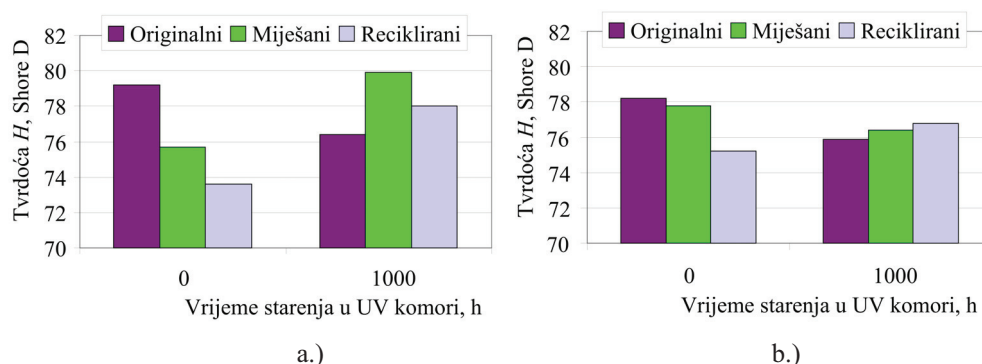 Originalni Miješani Reciklirani
Tvrdoća H, Shore D
82
80
78
76
74
72
70
0 1000
Vrijeme starenja u UV komori, h
a.)
Originalni Miješani Reciklirani
Tvrdoća H, Shore D
82
80
78
76
74
72
70
0 1000
Vrijeme starenja u UV komori, h
b.)